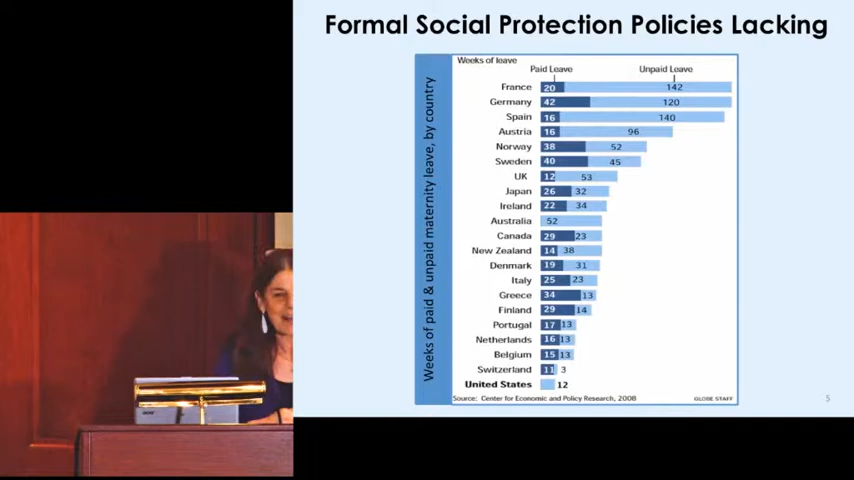 Formal Social Protection Policies Lacking
Weeks of paid & unpaid maternity leave, by country
Weeks of leave
Paid Leave Unpaid Leave
France 20 142
Germany 42 120
Spain 16 140
Austria 16 96
Norway 38 52
Sweden 40 45
UK 12 53
Japan 26 32
Ireland 22 34
Australia 52
Canada 29 23
New Zealand 14 38
Denmark 19 31
Italy 25 23
Greece 34 13
Finland 29 14
Portugal 17 13
Netherlands 16 13
Belgium 15 13
Switzerland 11 3
United States 12
Source: Center for Economic and Policy Research, 2008 GLOBE STAFF
5